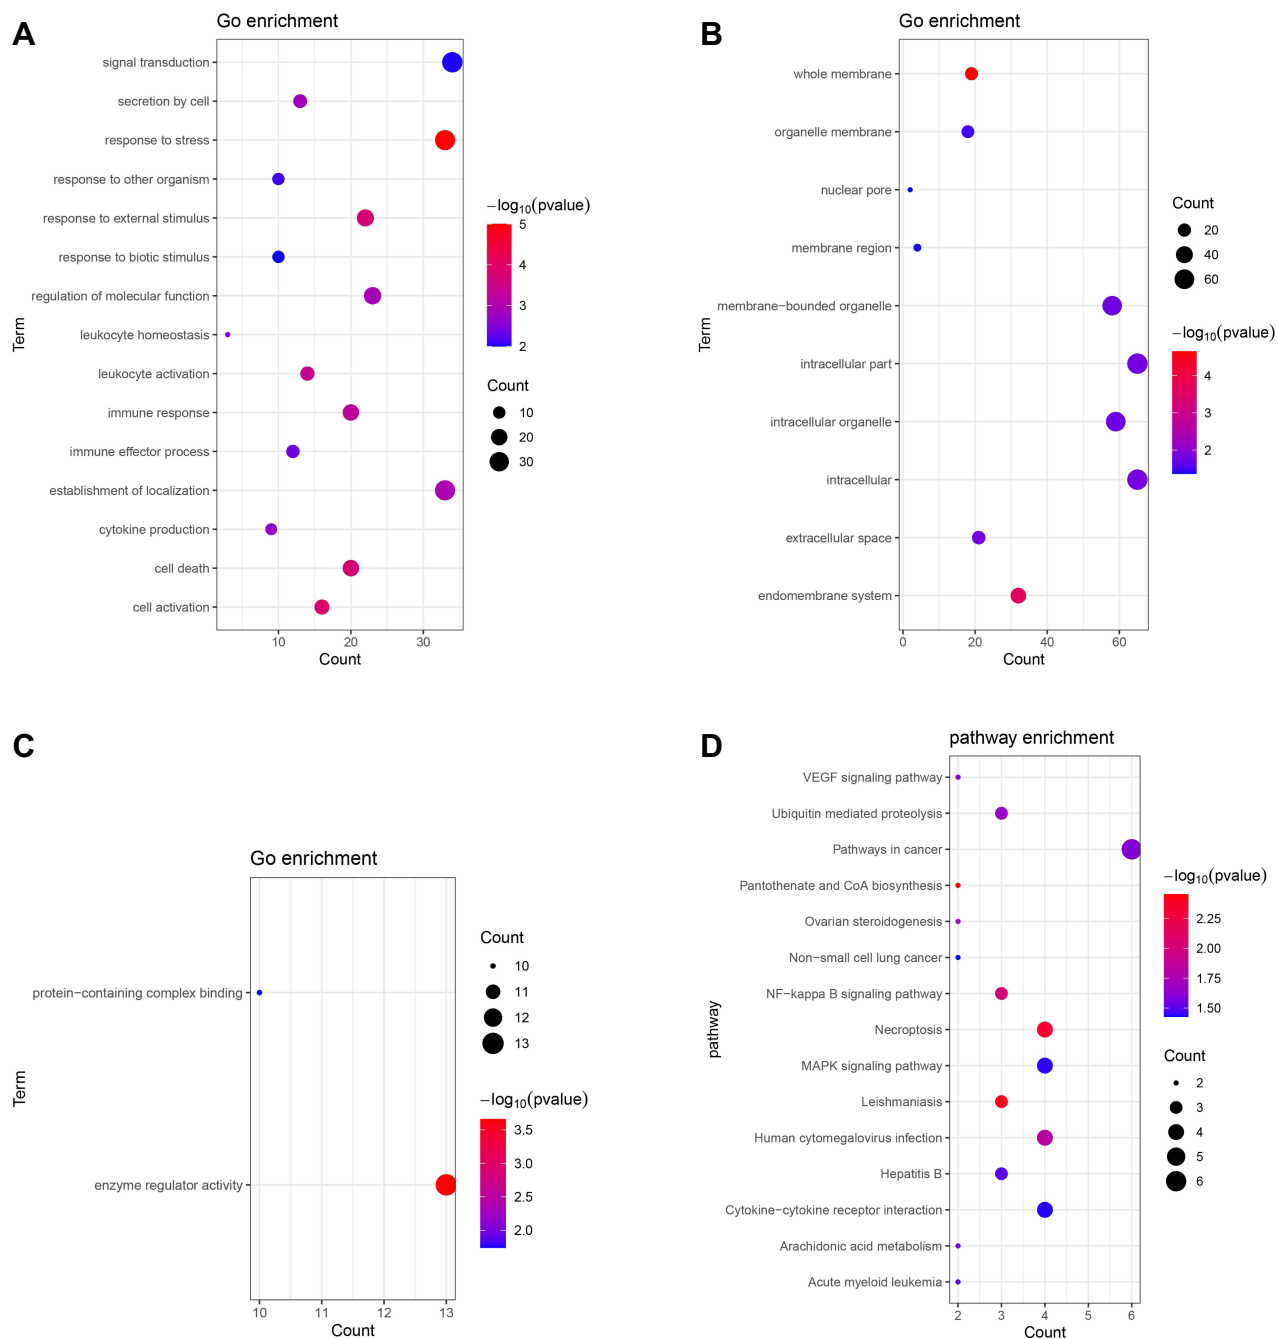 A
Go enrichment
Term
signal transduction
secretion by cell
response to stress
response to other organism
response to external stimulus
response to biotic stimulus
regulation of molecular function
leukocyte homeostasis
leukocyte activation
immune response
immune effector process
establishment of localization
cytokine production
cell death
cell activation
10 20 30
Count
−log10(pvalue)
5
4
3
2
Count
10
20
30
B
Go enrichment
Term
whole membrane
organelle membrane
nuclear pore
membrane region
membrane−bounded organelle
intracellular part
intracellular organelle
intracellular
extracellular space
endomembrane system
0 20 40 60
Count
Count
20
40
60
−log10(pvalue)
4
3
2
C
Go enrichment
Term
protein−containing complex binding
enzyme regulator activity
10 11 12 13
Count
Count
10
11
12
13
−log10(pvalue)
3.5
3.0
2.5
2.0
D
pathway enrichment
pathway
VEGF signaling pathway
Ubiquitin mediated proteolysis
Pathways in cancer
Pantothenate and CoA biosynthesis
Ovarian steroidogenesis
Non−small cell lung cancer
NF−kappa B signaling pathway
Necroptosis
MAPK signaling pathway
Leishmaniasis
Human cytomegalovirus infection
Hepatitis B
Cytokine−cytokine receptor interaction
Arachidonic acid metabolism
Acute myeloid leukemia
2 3 4 5 6
Count
−log10(pvalue)
2.25
2.00
1.75
1.50
Count
2
3
4
5
6